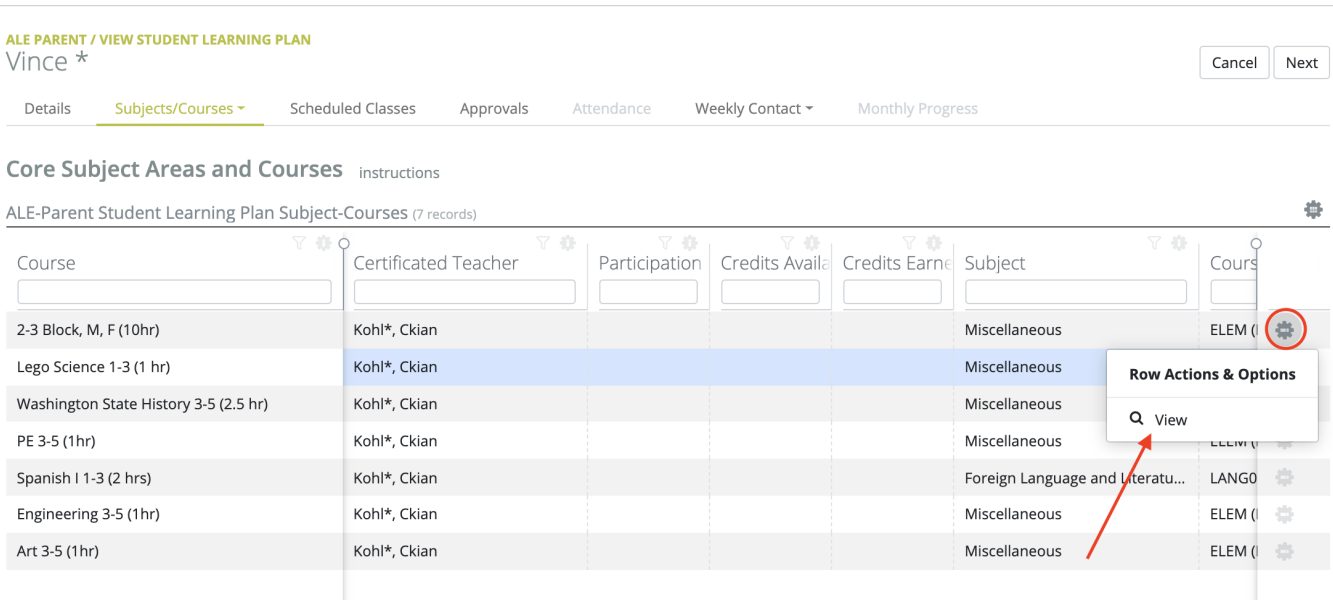 ALE PARENT / VIEW STUDENT LEARNING PLAN
Vince *
Cancel Next
Details Subjects/Courses Scheduled Classes Approvals Attendance Weekly Contact Monthly Progress
Core Subject Areas and Courses instructions
ALE-Parent Student Learning Plan Subject-Courses (7 records)
Course Certificated Teacher Participation Credits Availa Credits Earne Subject Cours
2-3 Block, M, F (10hr) Kohl*, Ckian Miscellaneous ELEM (
Lego Science 1-3 (1 hr) Kohl*, Ckian Miscellaneous
Row Actions & Options
Washington State History 3-5 (2.5 hr) Kohl*, Ckian Miscellaneous
View
PE 3-5 (1hr) Kohl*, Ckian Miscellaneous ELEM (
Spanish I 1-3 (2 hrs) Kohl*, Ckian Foreign Language and Literatu... LANG0
Engineering 3-5 (1hr) Kohl*, Ckian Miscellaneous ELEM (
Art 3-5 (1hr) Kohl*, Ckian Miscellaneous ELEM (